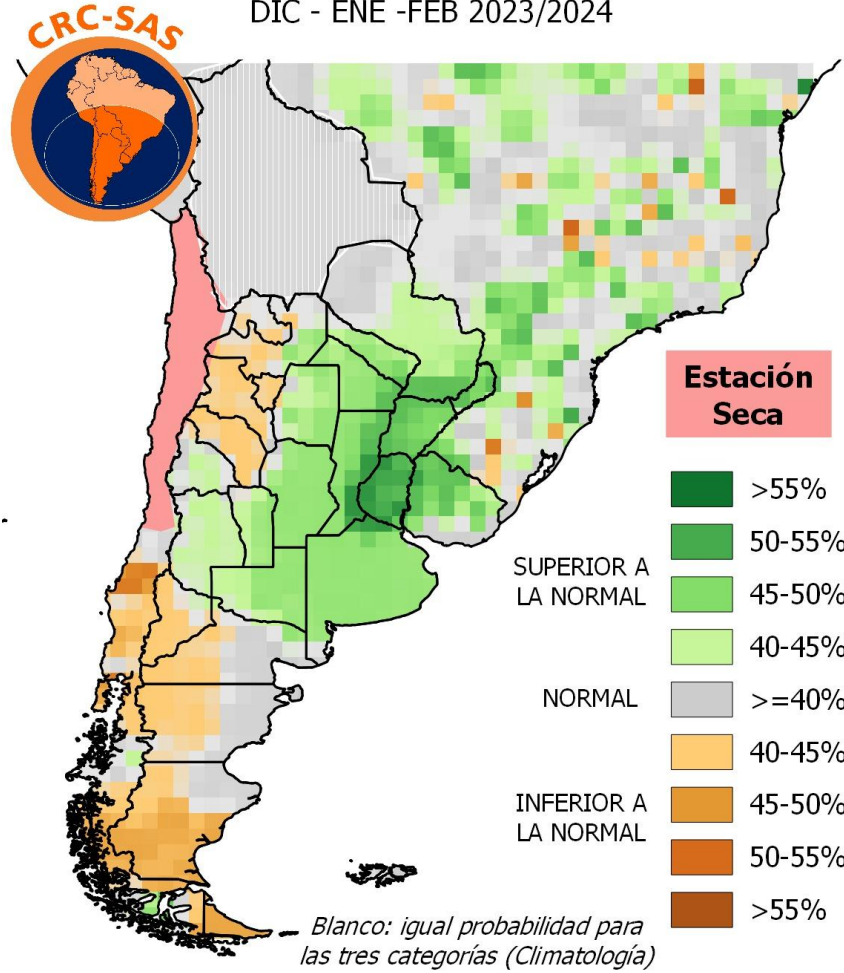 CRC-SAS
DIC - ENE -FEB 2023/2024
Estación
Seca
>55%
50-55%
SUPERIOR A
LA NORMAL
45-50%
40-45%
NORMAL
>=40%
40-45%
INFERIOR A
LA NORMAL
45-50%
50-55%
>55%
Blanco: igual probabilidad para
las tres categorías (Climatología)